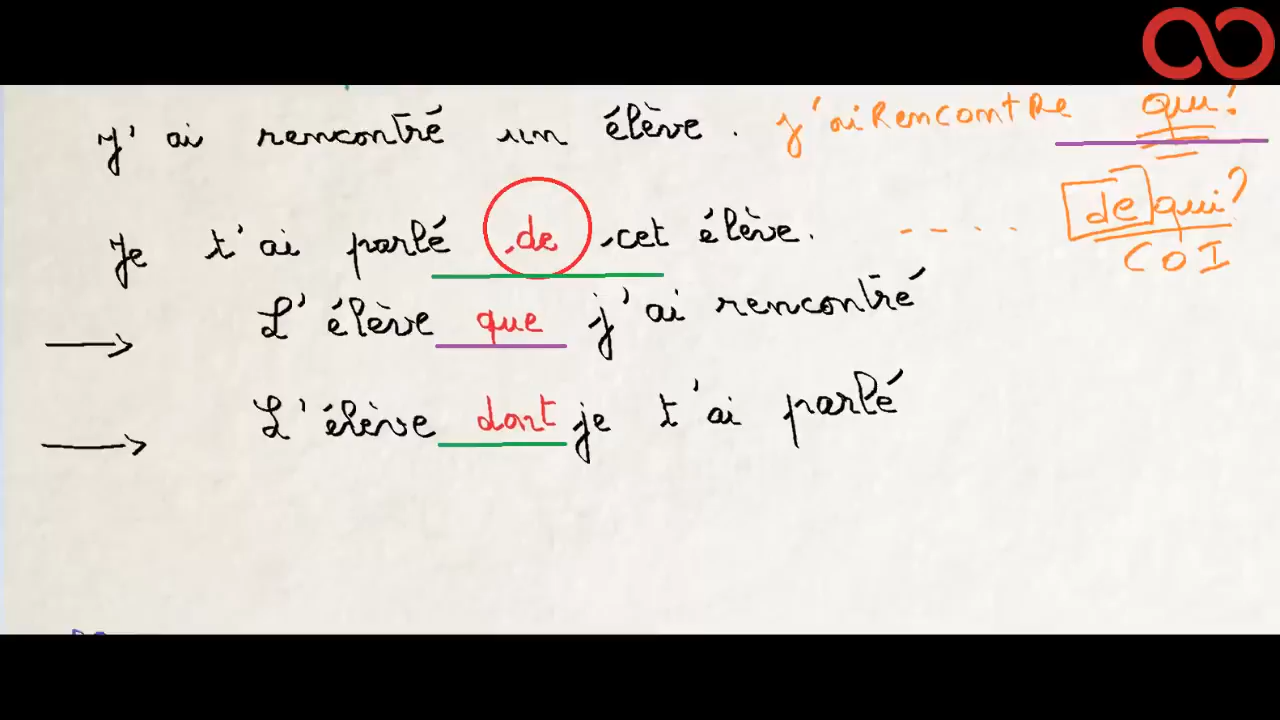 J'ai rencontré un élève. J'ai Rencontre qui?
Je t'ai parlé de cet élève. ..... de qui?
COI
→ L'élève que j'ai rencontré
→ L'élève dont je t'ai parlé